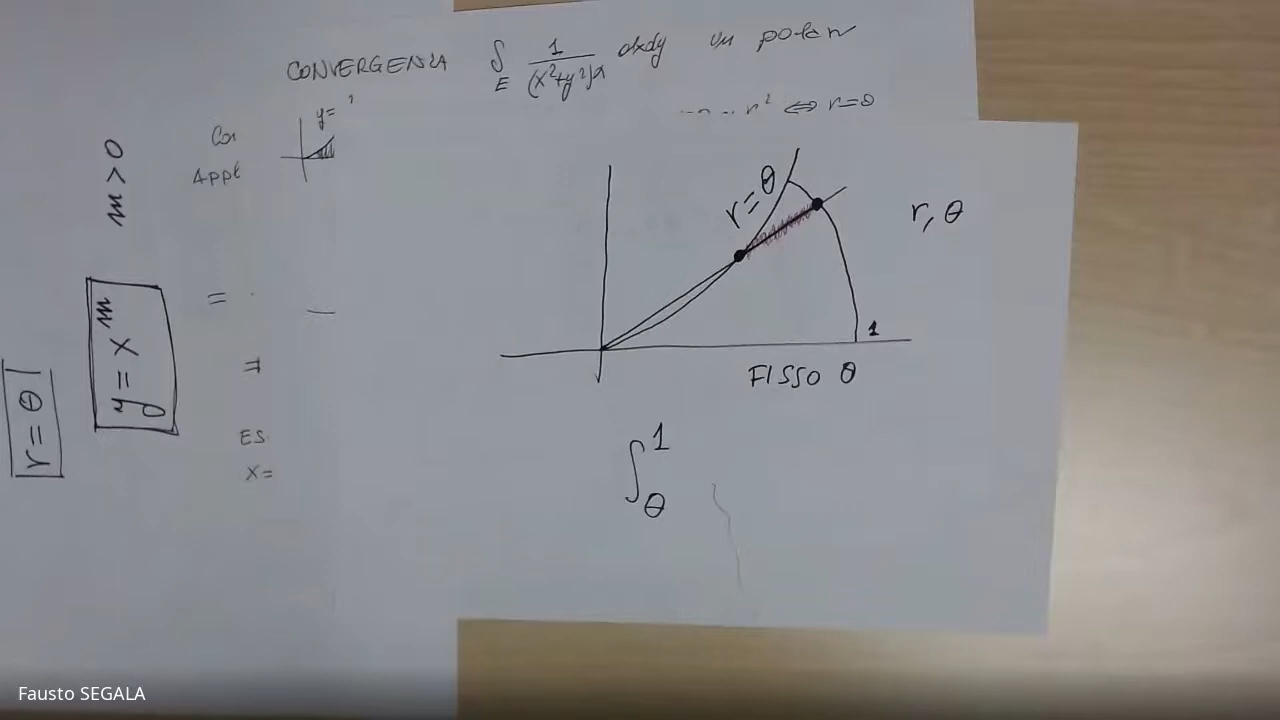 CONVERGENZA ∫_E 1/(x²+y²)^α dxdy in polari
r² ⇔ r=0
Con
y=
Appl
m > 0
y = x^m
r = θ
=
=
ES
x=
r = θ
r, θ
1
FISSO θ
∫_θ^1
Fausto SEGALA